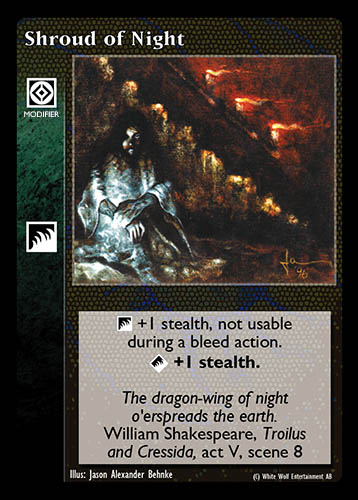 Shroud of Night
MODIFIER
+1 stealth, not usable
during a bleed action.
+1 stealth.
The dragon-wing of night
o'erspreads the earth.
William Shakespeare, Troilus
and Cressida, act V, scene 8
Illus: Jason Alexander Behnke
(C) White Wolf Entertainment AB